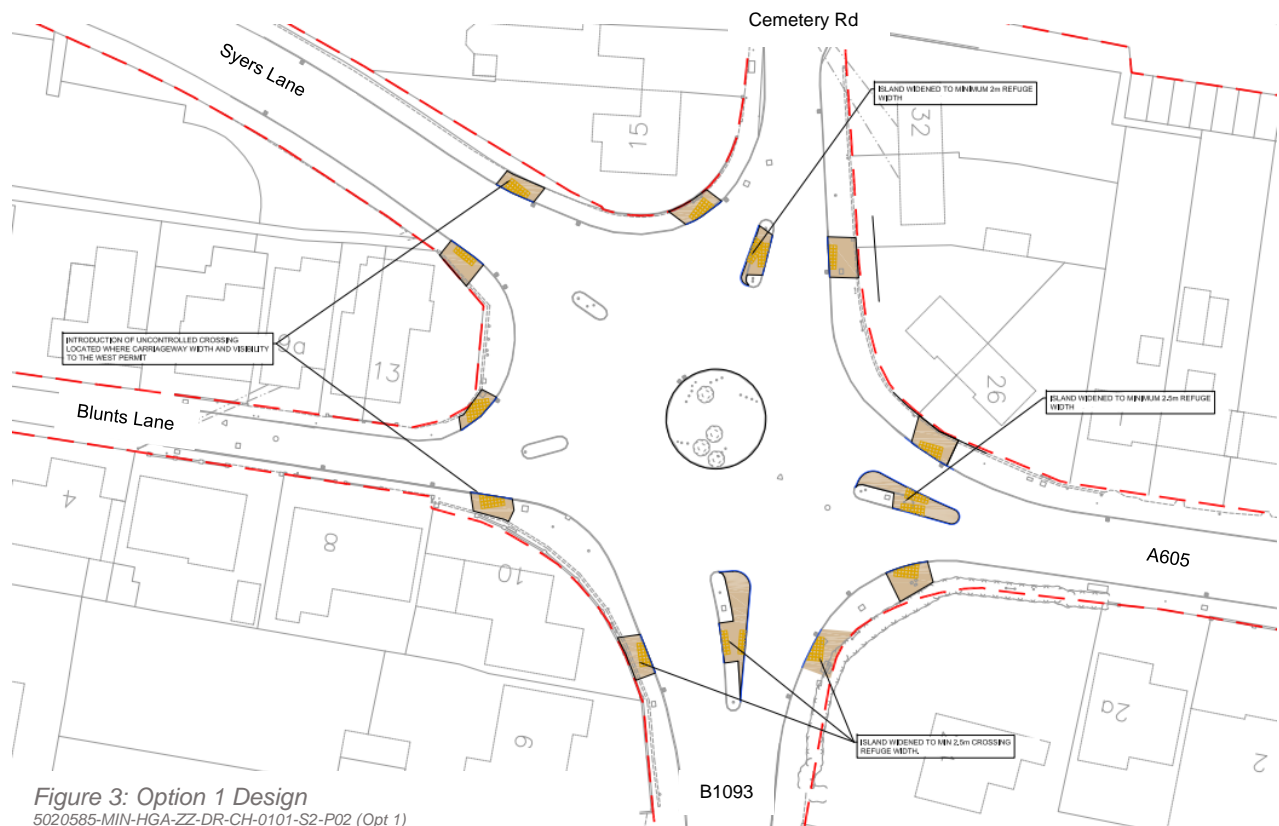 Cemetery Rd
Syers Lane
ISLAND WIDENED TO MINIMUM 2m REFUGE
WIDTH
15
32
INTRODUCTION OF UNCONTROLLED CROSSING
LOCATED WHERE CARRIAGEWAY WIDTH AND VISIBILITY
TO THE WEST PERMIT
9a
13
26
ISLAND WIDENED TO MINIMUM 2.5m REFUGE
WIDTH
Blunts Lane
4
8
10
A605
6
2a
2
ISLAND WIDENED TO MIN 2.5m CROSSING
REFUGE WIDTH.
B1093
Figure 3: Option 1 Design
5020585-MIN-HGA-ZZ-DR-CH-0101-S2-P02 (Opt 1)